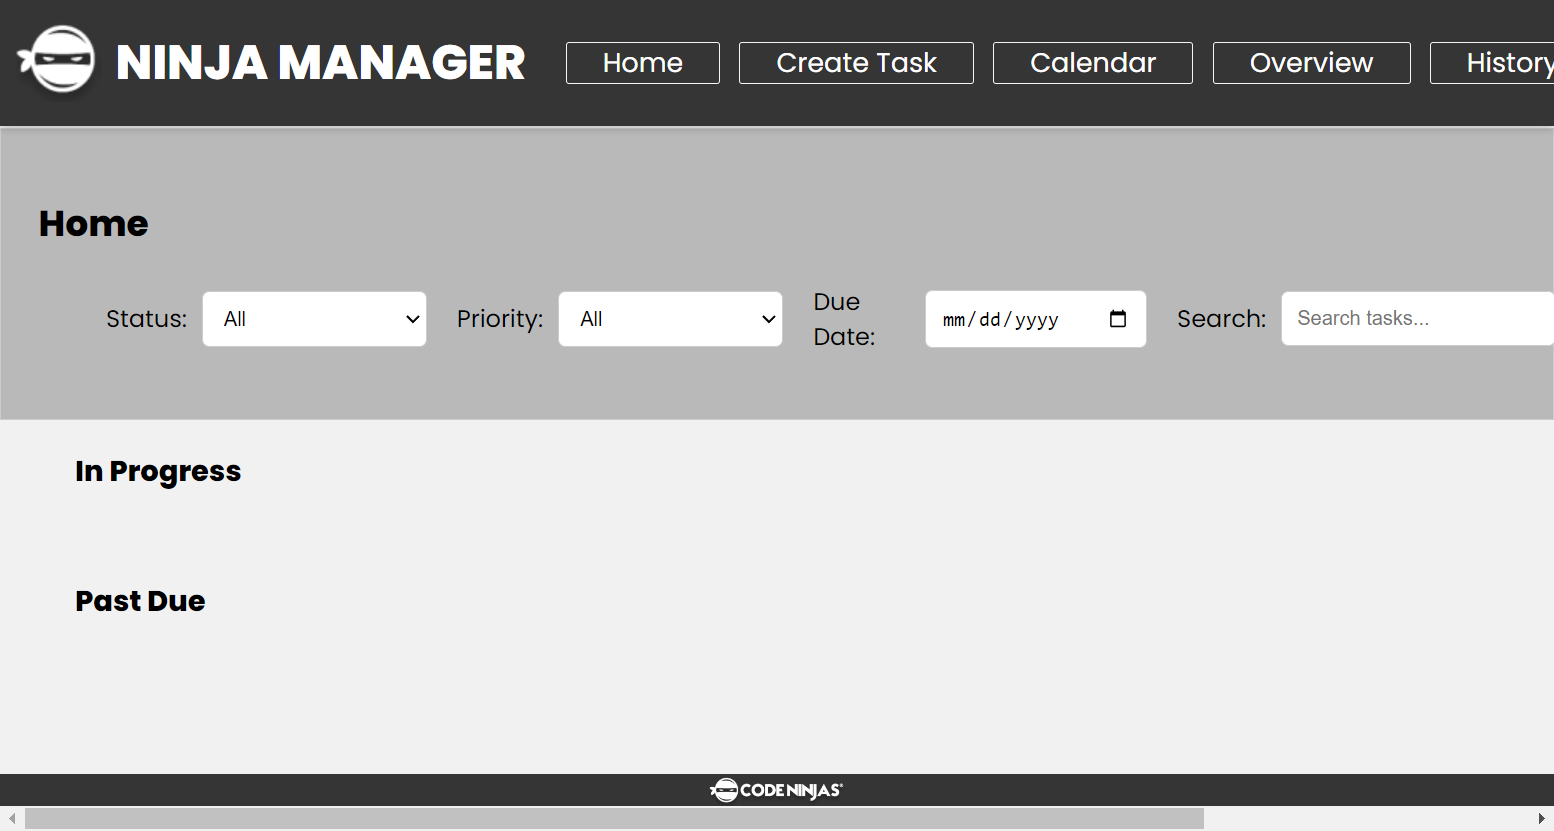 NINJA MANAGER Home Create Task Calendar Overview History
Home
Status: All Priority: All Due Date: mm/dd/yyyy Search: Search tasks...
In Progress
Past Due
CODE NINJAS®